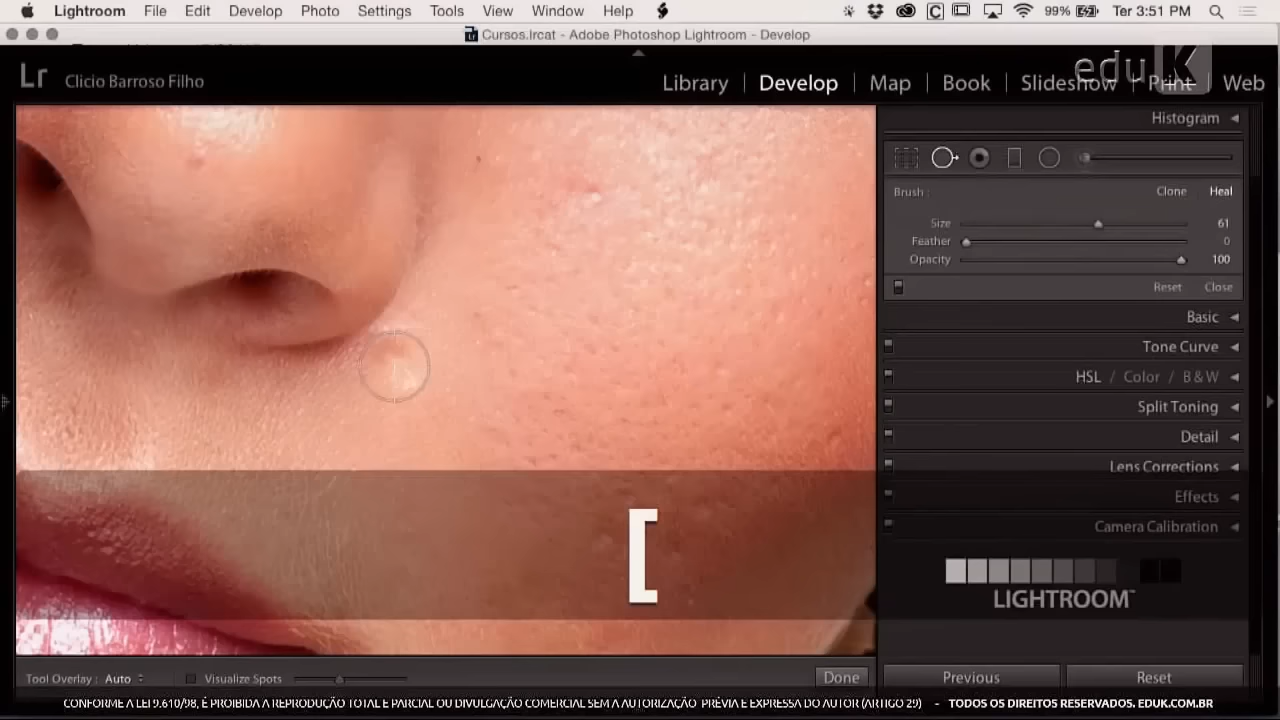 Lightroom File Edit Develop Photo Settings Tools View Window Help 99% Ter 3:51 PM
Cursos.lrcat - Adobe Photoshop Lightroom - Develop
eduK
Lr Clicio Barroso Filho Library Develop Map Book Slideshow Print Web
Histogram
Brush : Clone Heal
Size 61
Feather 0
Opacity 100
Reset Close
Basic
Tone Curve
HSL / Color / B & W
Split Toning
Detail
Lens Corrections
Effects
Camera Calibration
[
LIGHTROOM™
Tool Overlay : Auto Visualize Spots Done Previous Reset
CONFORME A LEI 9.610/98, É PROIBIDA A REPRODUÇÃO TOTAL E PARCIAL OU DIVULGAÇÃO COMERCIAL SEM A AUTORIZAÇÃO PRÉVIA E EXPRESSA DO AUTOR (ARTIGO 29) - TODOS OS DIREITOS RESERVADOS. EDUK.COM.BR